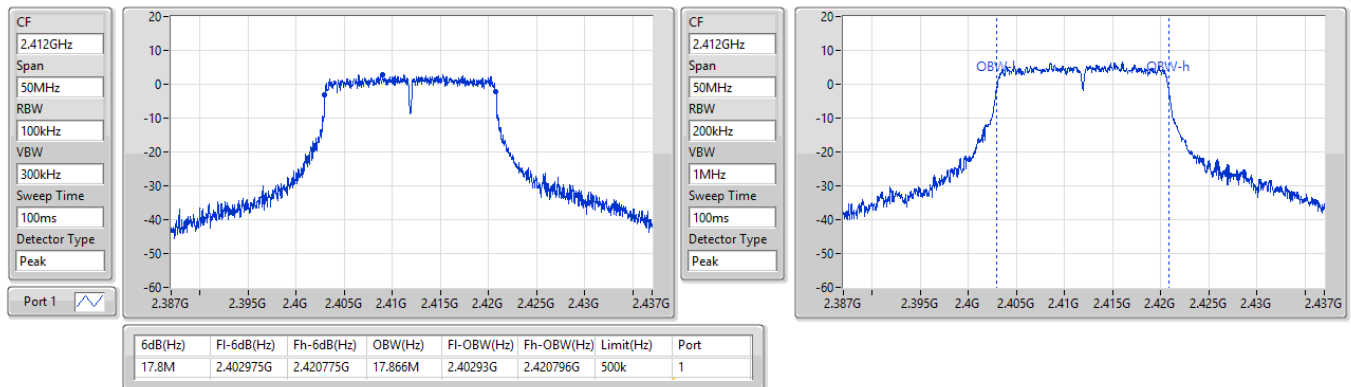 CF
2.412GHz
Span
50MHz
RBW
100kHz
VBW
300kHz
Sweep Time
100ms
Detector Type
Peak
Port 1
20
10
0
-10
-20
-30
-40
-50
-60
2.387G 2.395G 2.4G 2.405G 2.41G 2.415G 2.42G 2.425G 2.43G 2.437G
CF
2.412GHz
Span
50MHz
RBW
200kHz
VBW
1MHz
Sweep Time
100ms
Detector Type
Peak
20
10
0
-10
-20
-30
-40
-50
-60
OBW-l OBW-h
2.387G 2.395G 2.4G 2.405G 2.41G 2.415G 2.42G 2.425G 2.43G 2.437G
6dB(Hz) Fl-6dB(Hz) Fh-6dB(Hz) OBW(Hz) Fl-OBW(Hz) Fh-OBW(Hz) Limit(Hz) Port
17.8M 2.402975G 2.420775G 17.866M 2.40293G 2.420796G 500k 1